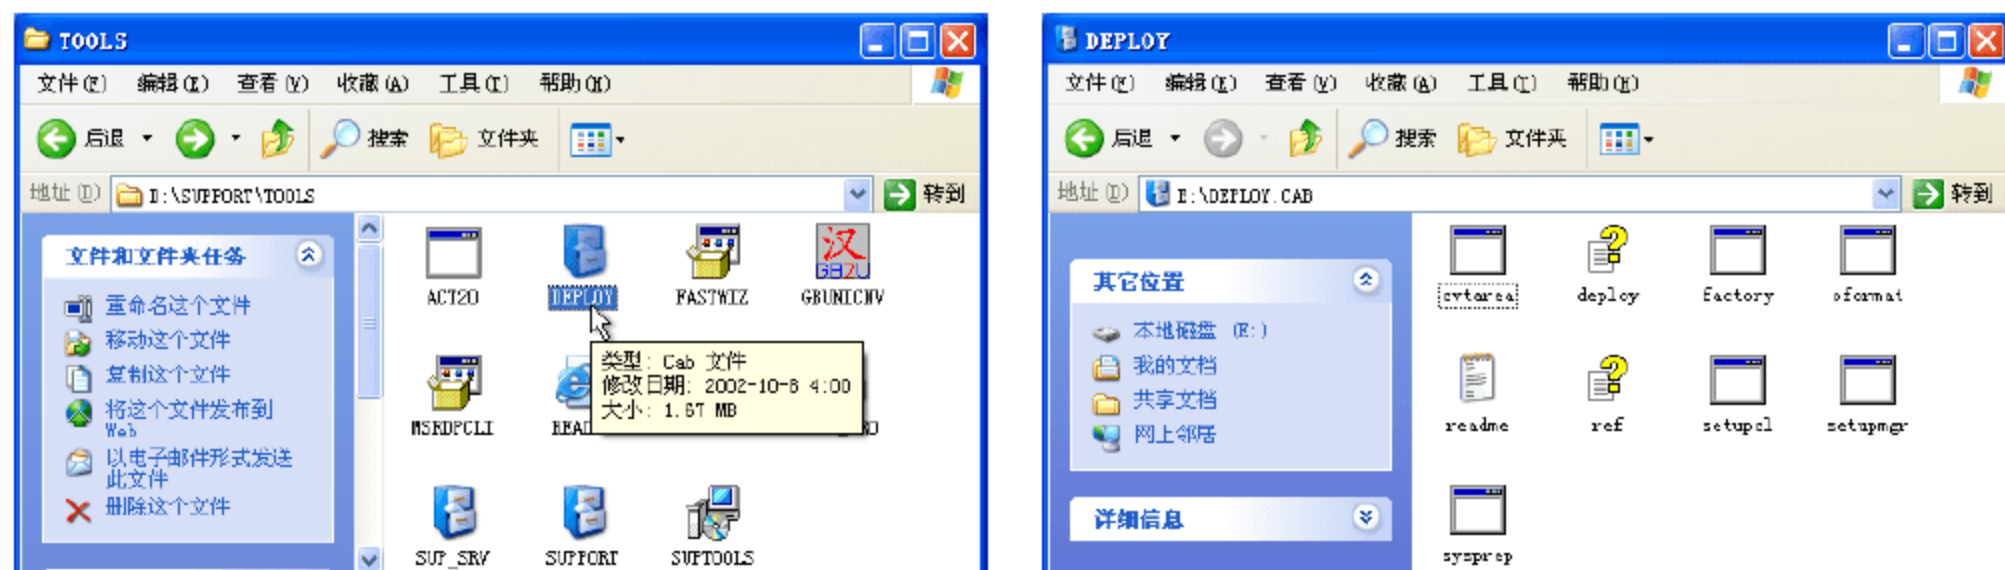 TOOLS
文件(F) 编辑(E) 查看(V) 收藏(A) 工具(T) 帮助(H)
后退 搜索 文件夹
地址(D) D:\SUPPORT\TOOLS 转到
文件和文件夹任务
重命名这个文件
移动这个文件
复制这个文件
将这个文件发布到
Web
以电子邮件形式发送
此文件
删除这个文件
ACT20 DEPLOY FASTWIZ GBUNICNV
汉
GB2U
类型: Cab 文件
修改日期: 2002-10-8 4:00
大小: 1.67 MB
MSRDPCLI READ
SUP_SRV SUPPORT SUPTOOLS
DEPLOY
文件(F) 编辑(E) 查看(V) 收藏(A) 工具(T) 帮助(H)
后退 搜索 文件夹
地址(D) E:\DEPLOY.CAB 转到
其它位置
本地磁盘 (E:)
我的文档
共享文档
网上邻居
详细信息
cvtarea deploy factory oformat
readme ref setupcl setupmgr
sysprep